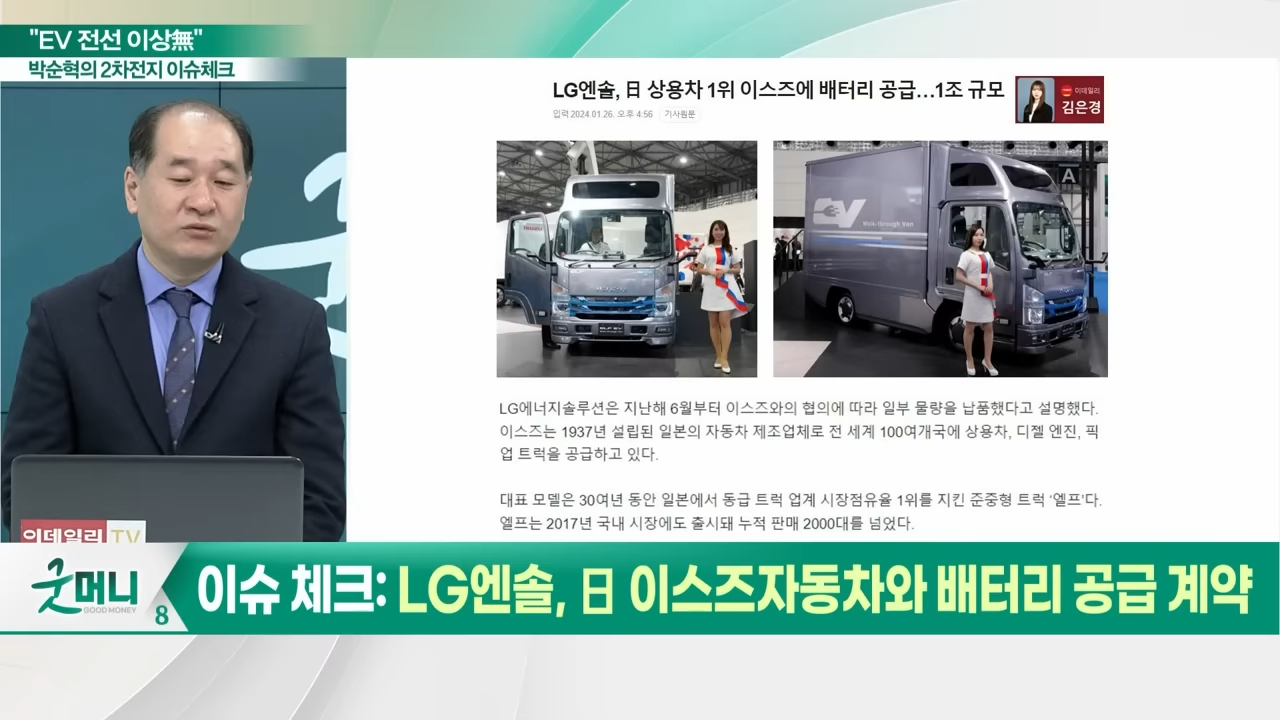 "EV 전선 이상無"
박순혁의 2차전지 이슈체크
LG엔솔, 日 상용차 1위 이스즈에 배터리 공급…1조 규모
입력 2024.01.26. 오후 4:56 기사원문
이데일리
김은경
EV
Walk-through Van
A
LG에너지솔루션은 지난해 6월부터 이스즈와의 협의에 따라 일부 물량을 납품했다고 설명했다.
이스즈는 1937년 설립된 일본의 자동차 제조업체로 전 세계 100여개국에 상용차, 디젤 엔진, 픽
업 트럭을 공급하고 있다.
대표 모델은 30여년 동안 일본에서 동급 트럭 업계 시장점유율 1위를 지킨 준중형 트럭 '엘프'다.
엘프는 2017년 국내 시장에도 출시돼 누적 판매 2000대를 넘었다.
이데일리 TV
굿머니
GOOD MONEY
8
이슈 체크: LG엔솔, 日 이스즈자동차와 배터리 공급 계약